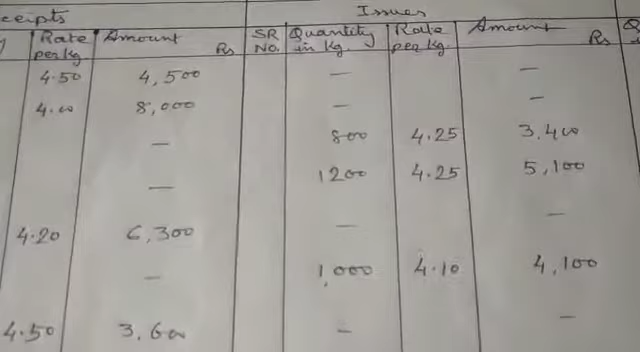 ceipts Issues
Rate per kg. Amount Rs SR No. Quantity in kg. Rate per kg. Amount Rs
4.50 4,500 — —
4.00 8,000 — —
— 800 4.25 3,400
— 1200 4.25 5,100
4.20 6,300 — —
— 1,000 4.10 4,100
4.50 3,600 — —